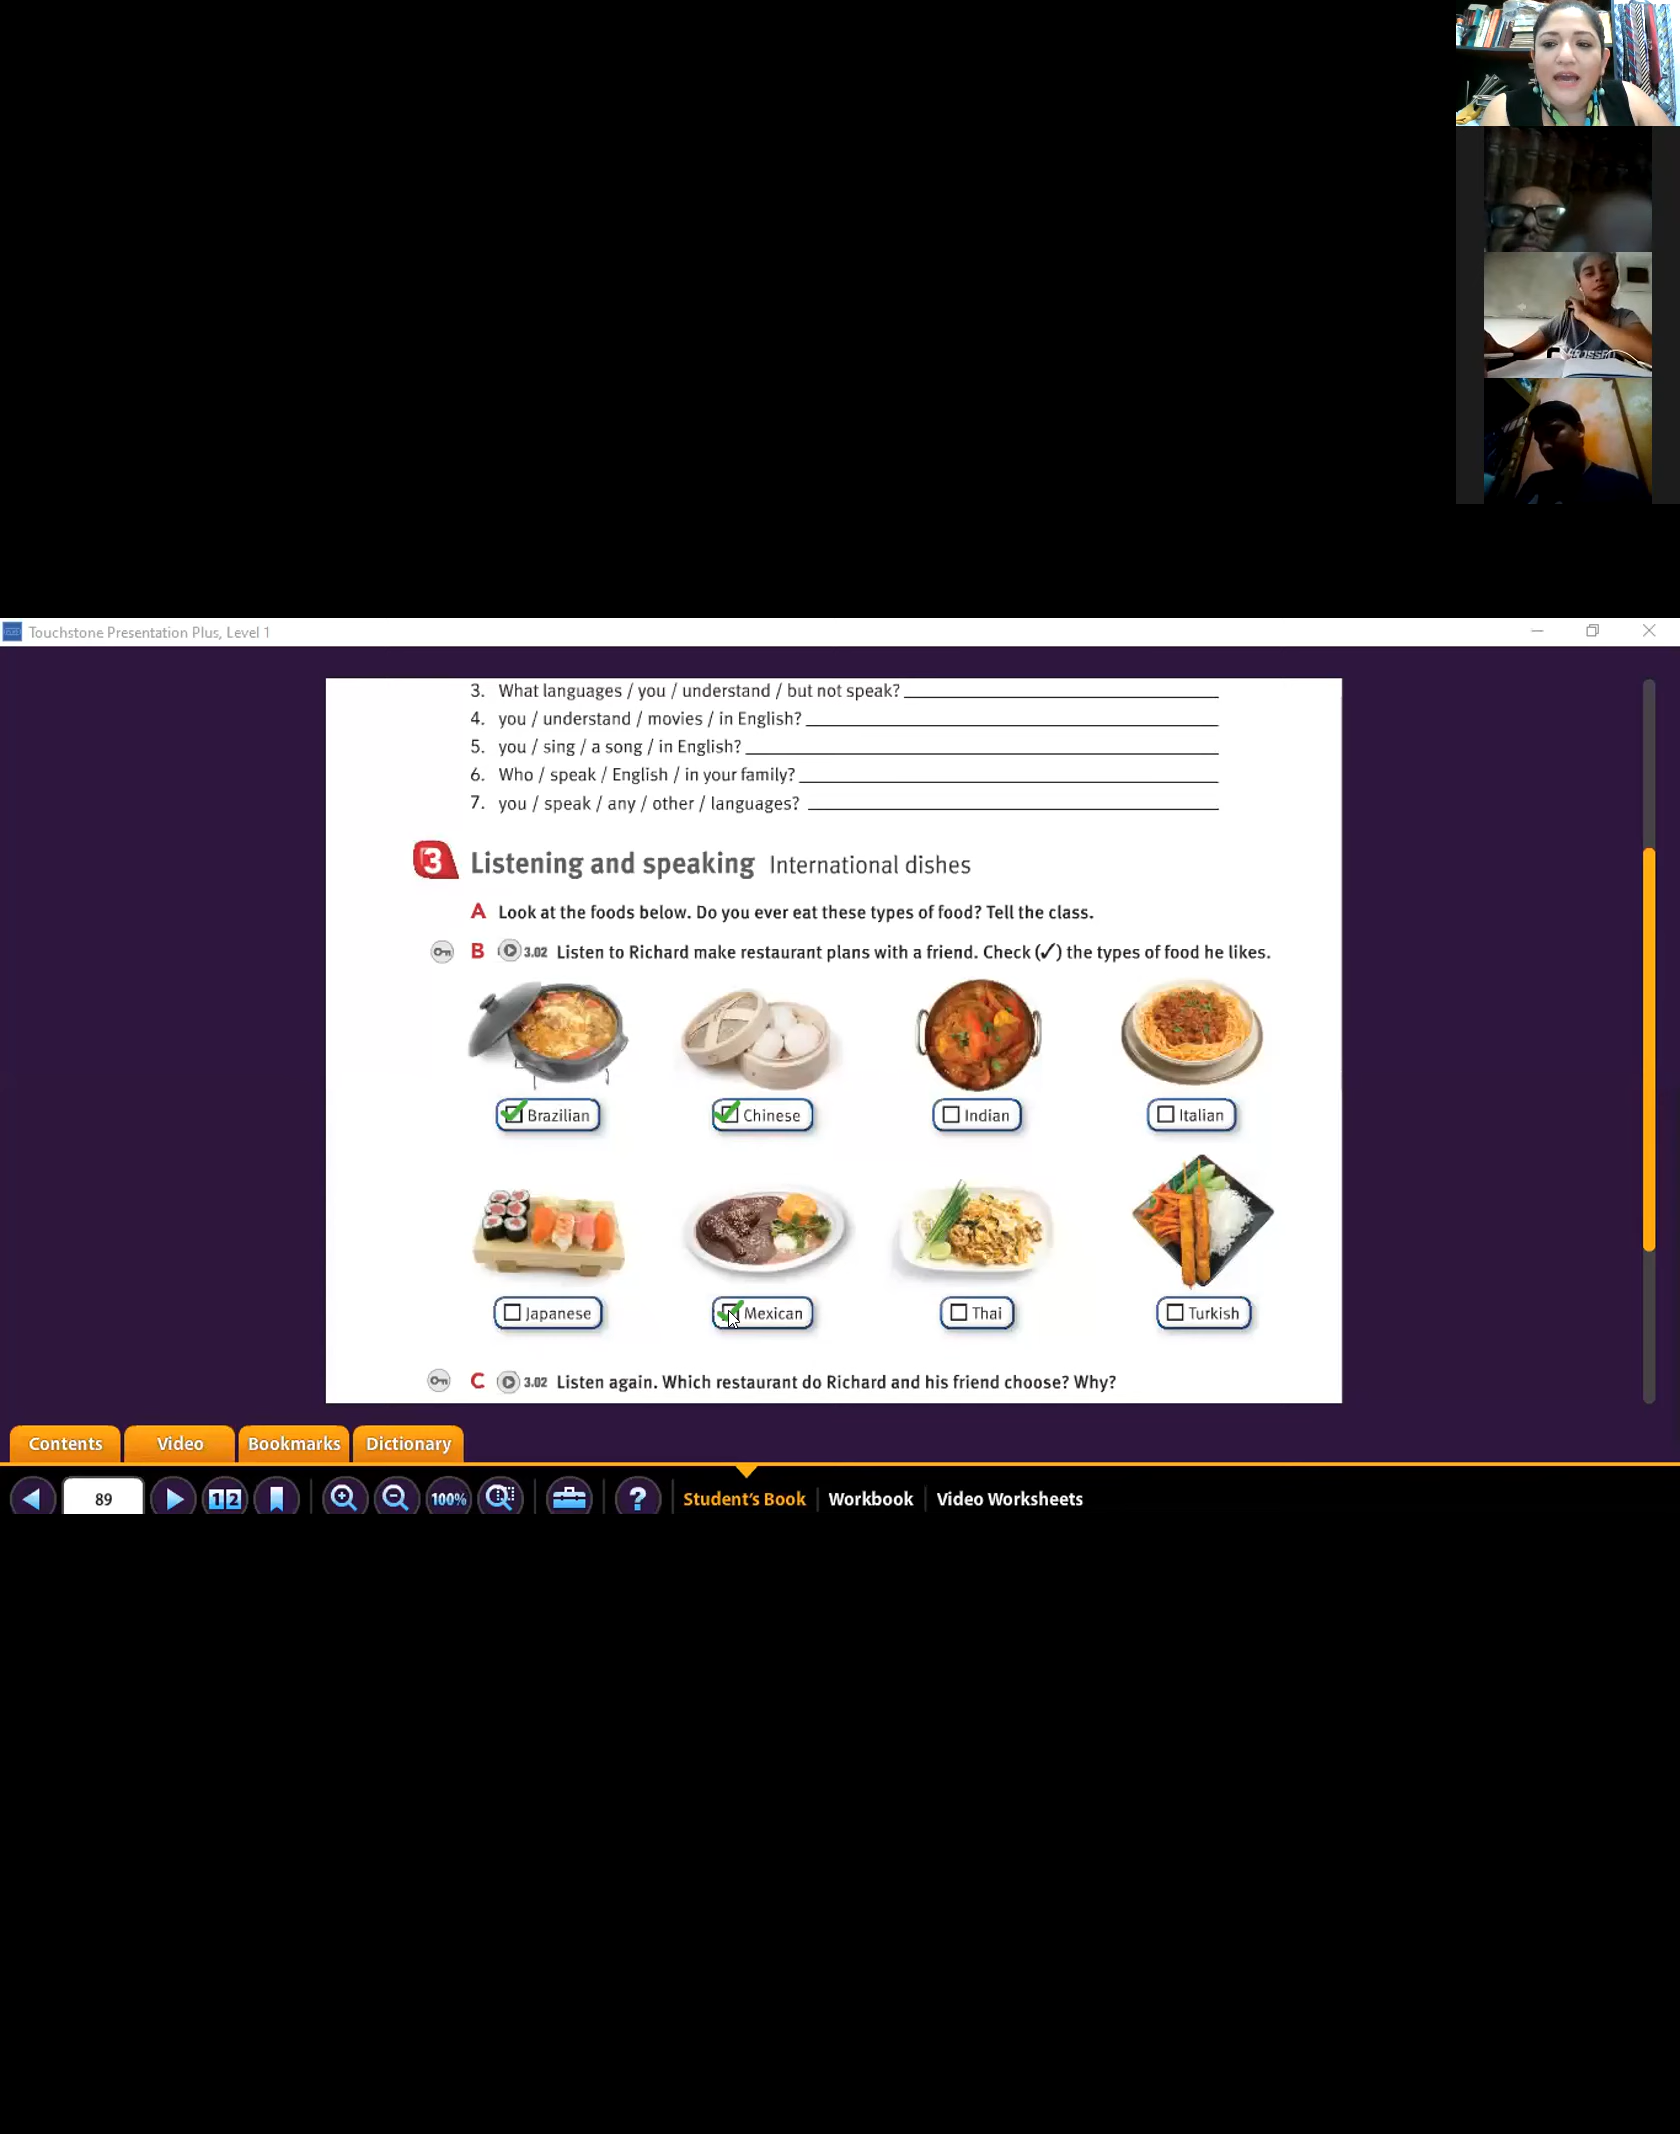 Touchstone Presentation Plus, Level 1
3. What languages / you / understand / but not speak?
4. you / understand / movies / in English?
5. you / sing / a song / in English?
6. Who / speak / English / in your family?
7. you / speak / any / other / languages?
3 Listening and speaking International dishes
A Look at the foods below. Do you ever eat these types of food? Tell the class.
B 3.02 Listen to Richard make restaurant plans with a friend. Check (✓) the types of food he likes.
Brazilian Chinese Indian Italian
Japanese Mexican Thai Turkish
C 3.02 Listen again. Which restaurant do Richard and his friend choose? Why?
Contents Video Bookmarks Dictionary
89 1 2 100% ? Student's Book Workbook Video Worksheets